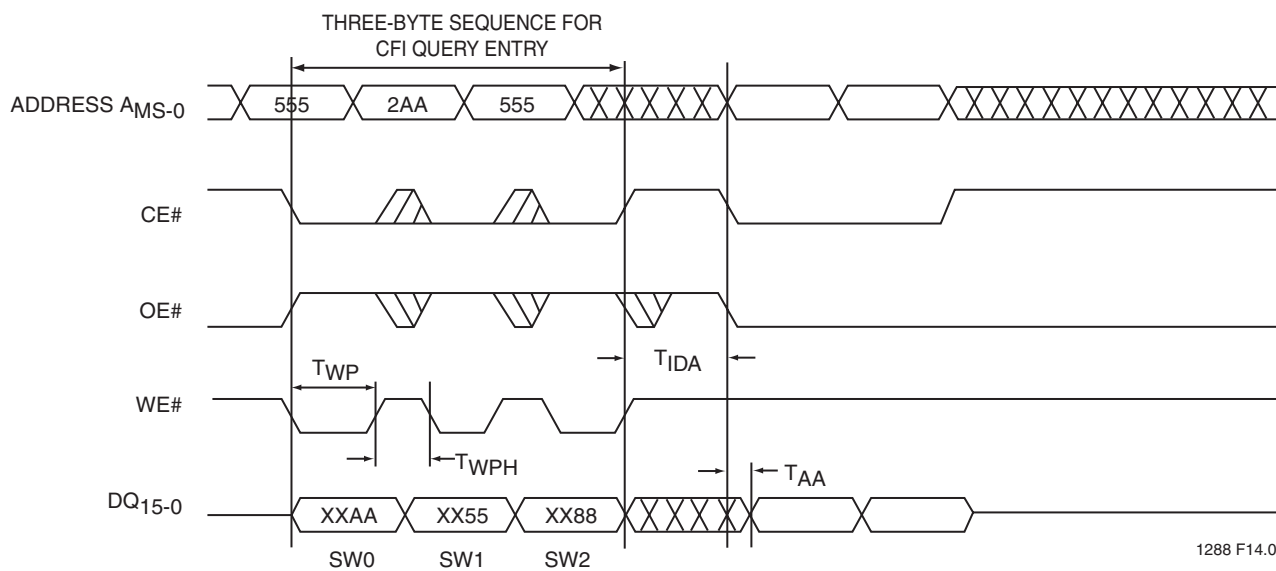 THREE-BYTE SEQUENCE FOR
CFI QUERY ENTRY
ADDRESS AMS-0
555
2AA
555
CE#
OE#
TIDA
TWP
WE#
TWPH
TAA
DQ15-0
XXAA
XX55
XX88
SW0
SW1
SW2
1288 F14.0